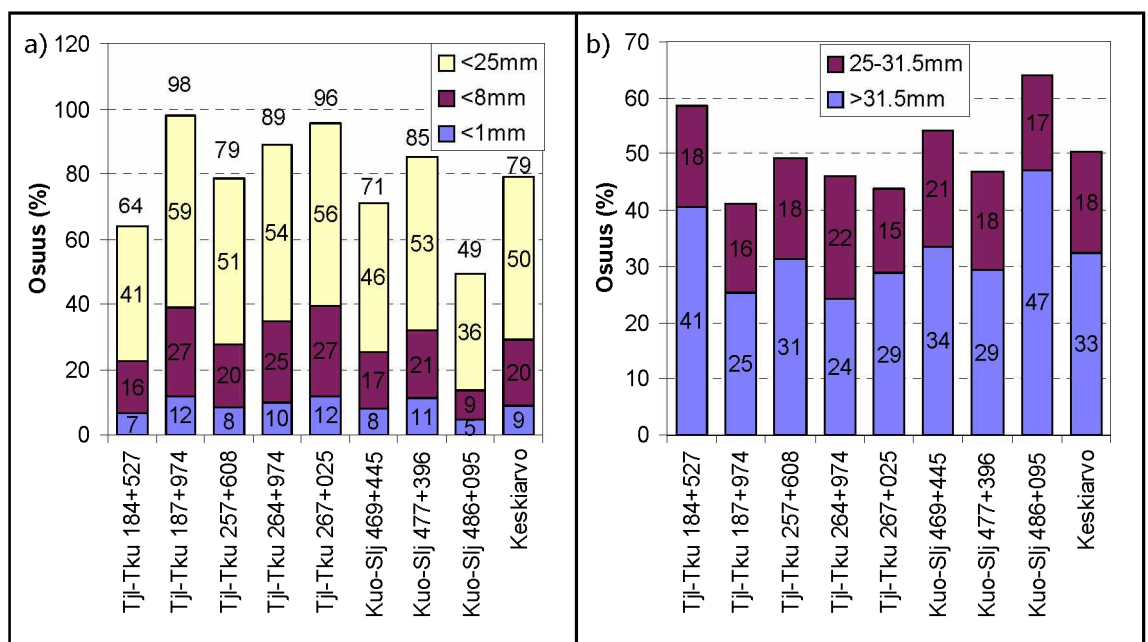 a)
Osuus (%)
120
100
80
60
40
20
0
<25mm
<8mm
<1mm
64 98 79 89 96 71 85 49 79
41 59 51 54 56 46 53 36 50
16 27 20 25 27 17 21 9 20
7 12 8 10 12 8 11 5 9
Tjl-Tku 184+527
Tjl-Tku 187+974
Tjl-Tku 257+608
Tjl-Tku 264+974
Tjl-Tku 267+025
Kuo-Slj 469+445
Kuo-Slj 477+396
Kuo-Slj 486+095
Keskiarvo
b)
Osuus (%)
70
60
50
40
30
20
10
0
25-31.5mm
>31.5mm
18 16 18 22 15 21 18 17 18
41 25 31 24 29 34 29 47 33
Tjl-Tku 184+527
Tjl-Tku 187+974
Tjl-Tku 257+608
Tjl-Tku 264+974
Tjl-Tku 267+025
Kuo-Slj 469+445
Kuo-Slj 477+396
Kuo-Slj 486+095
Keskiarvo